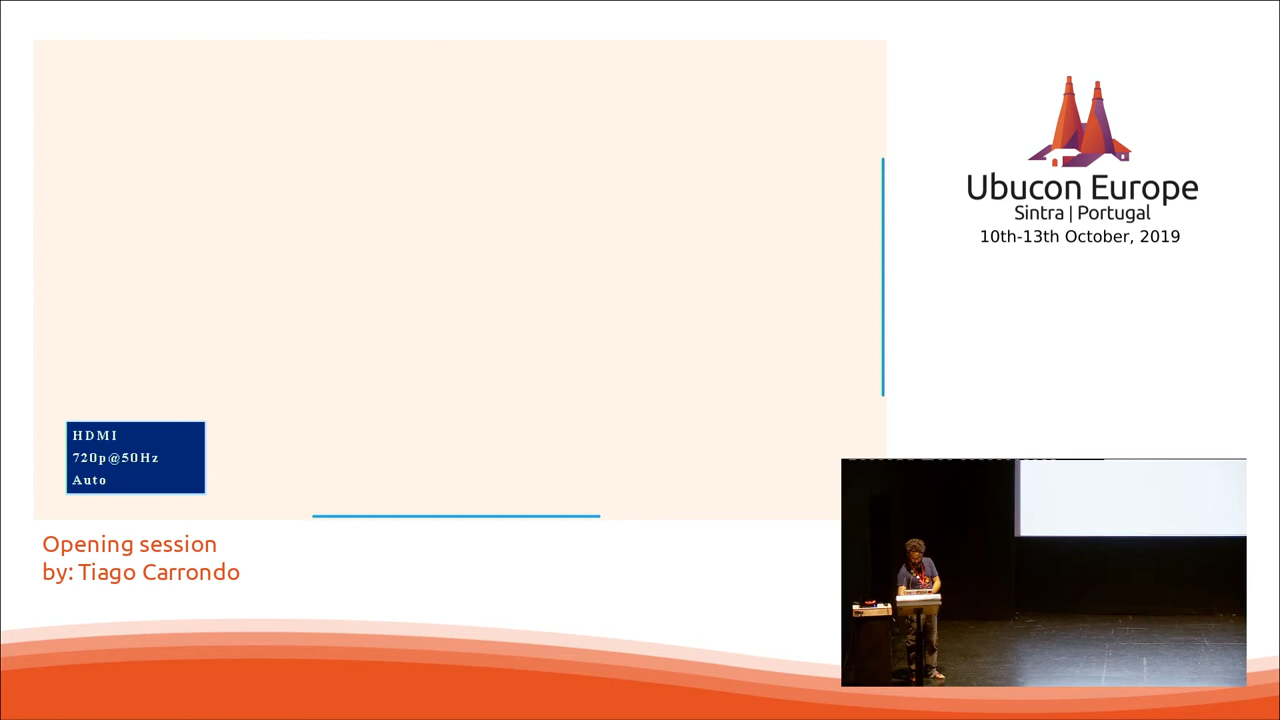 Ubucon Europe
Sintra | Portugal
10th-13th October, 2019
HDMI
720p@50Hz
Auto
Opening session
by: Tiago Carrondo